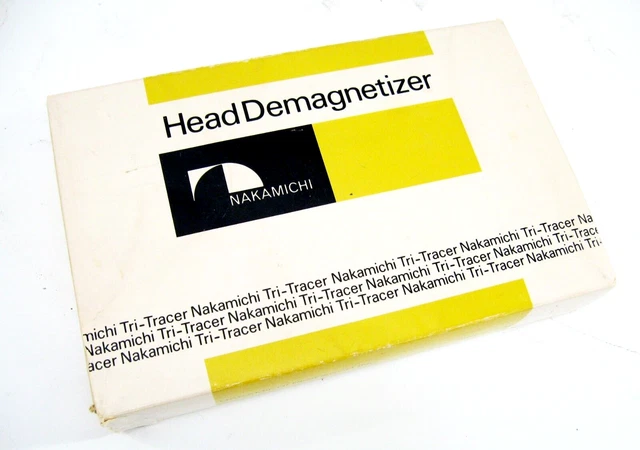 Head Demagnetizer
NAKAMICHI
michi Tri-Tracer Nakamichi Tri-Tracer Nakamichi Tri-Tracer Nakamichi Tri-Tracer Na
Nakamichi Tri-Tracer Nakamichi Tri-Tracer Nakamichi Tri-Tracer Nakamichi Tri-Trace
acer Nakamichi Tri-Tracer Nakamichi Tri-Tracer Nakamichi Tri-Tracer Nakamichi Tri-